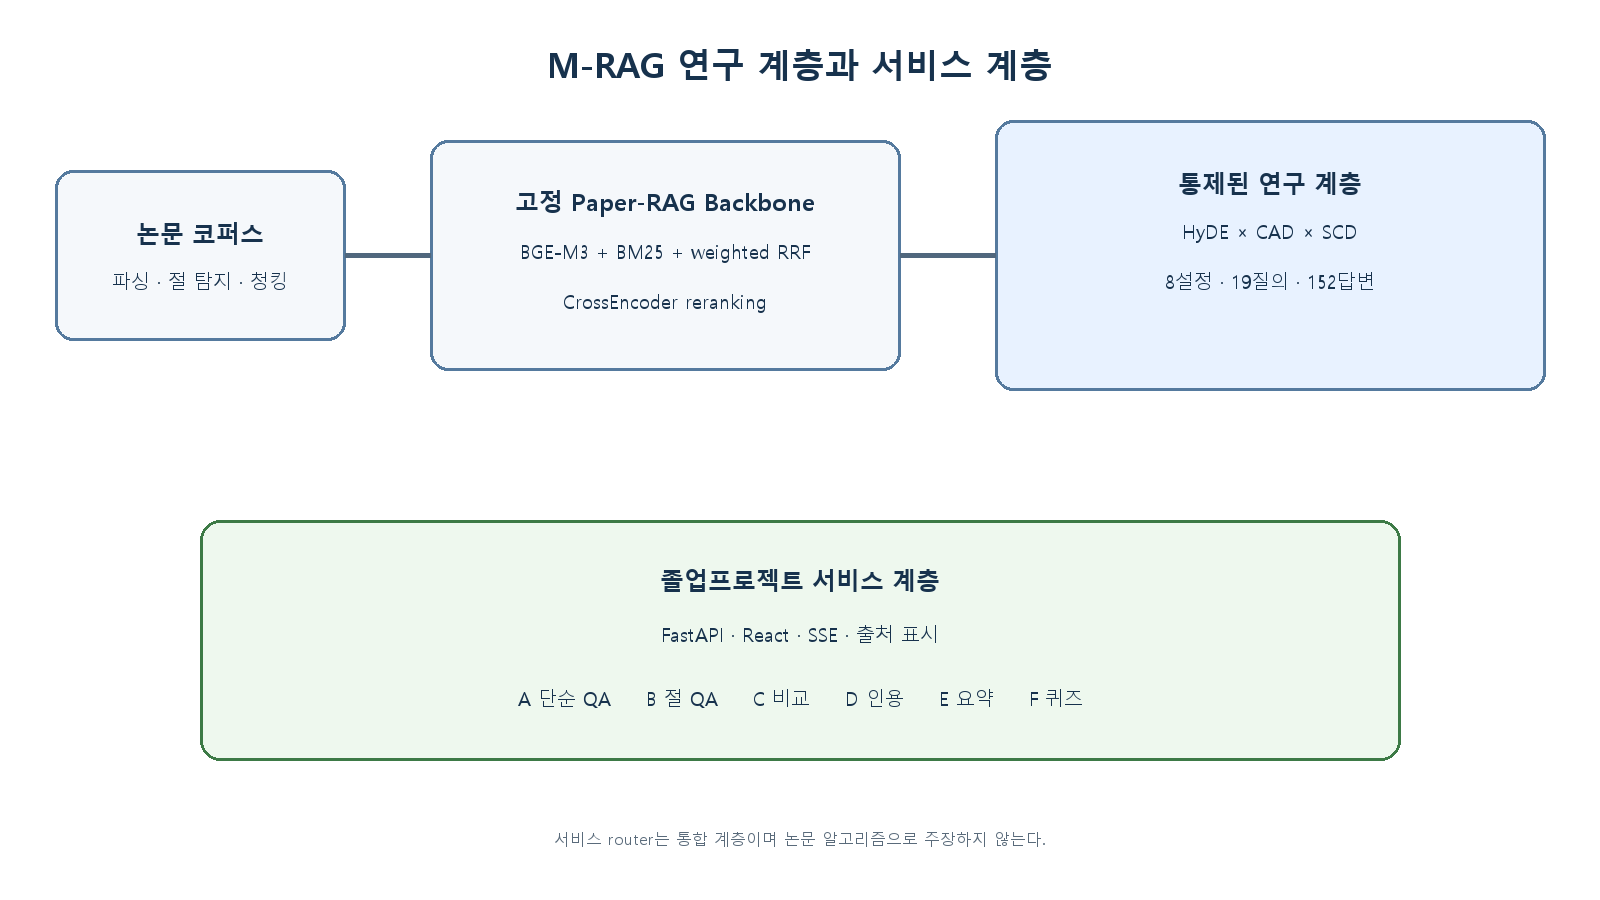 M-RAG 연구 계층과 서비스 계층
논문 코퍼스
파싱 · 절 탐지 · 청킹
고정 Paper-RAG Backbone
BGE-M3 + BM25 + weighted RRF
CrossEncoder reranking
통제된 연구 계층
HyDE × CAD × SCD
8설정 · 19질의 · 152답변
졸업프로젝트 서비스 계층
FastAPI · React · SSE · 출처 표시
A 단순 QA B 절 QA C 비교 D 인용 E 요약 F 퀴즈
서비스 router는 통합 계층이며 논문 알고리즘으로 주장하지 않는다.